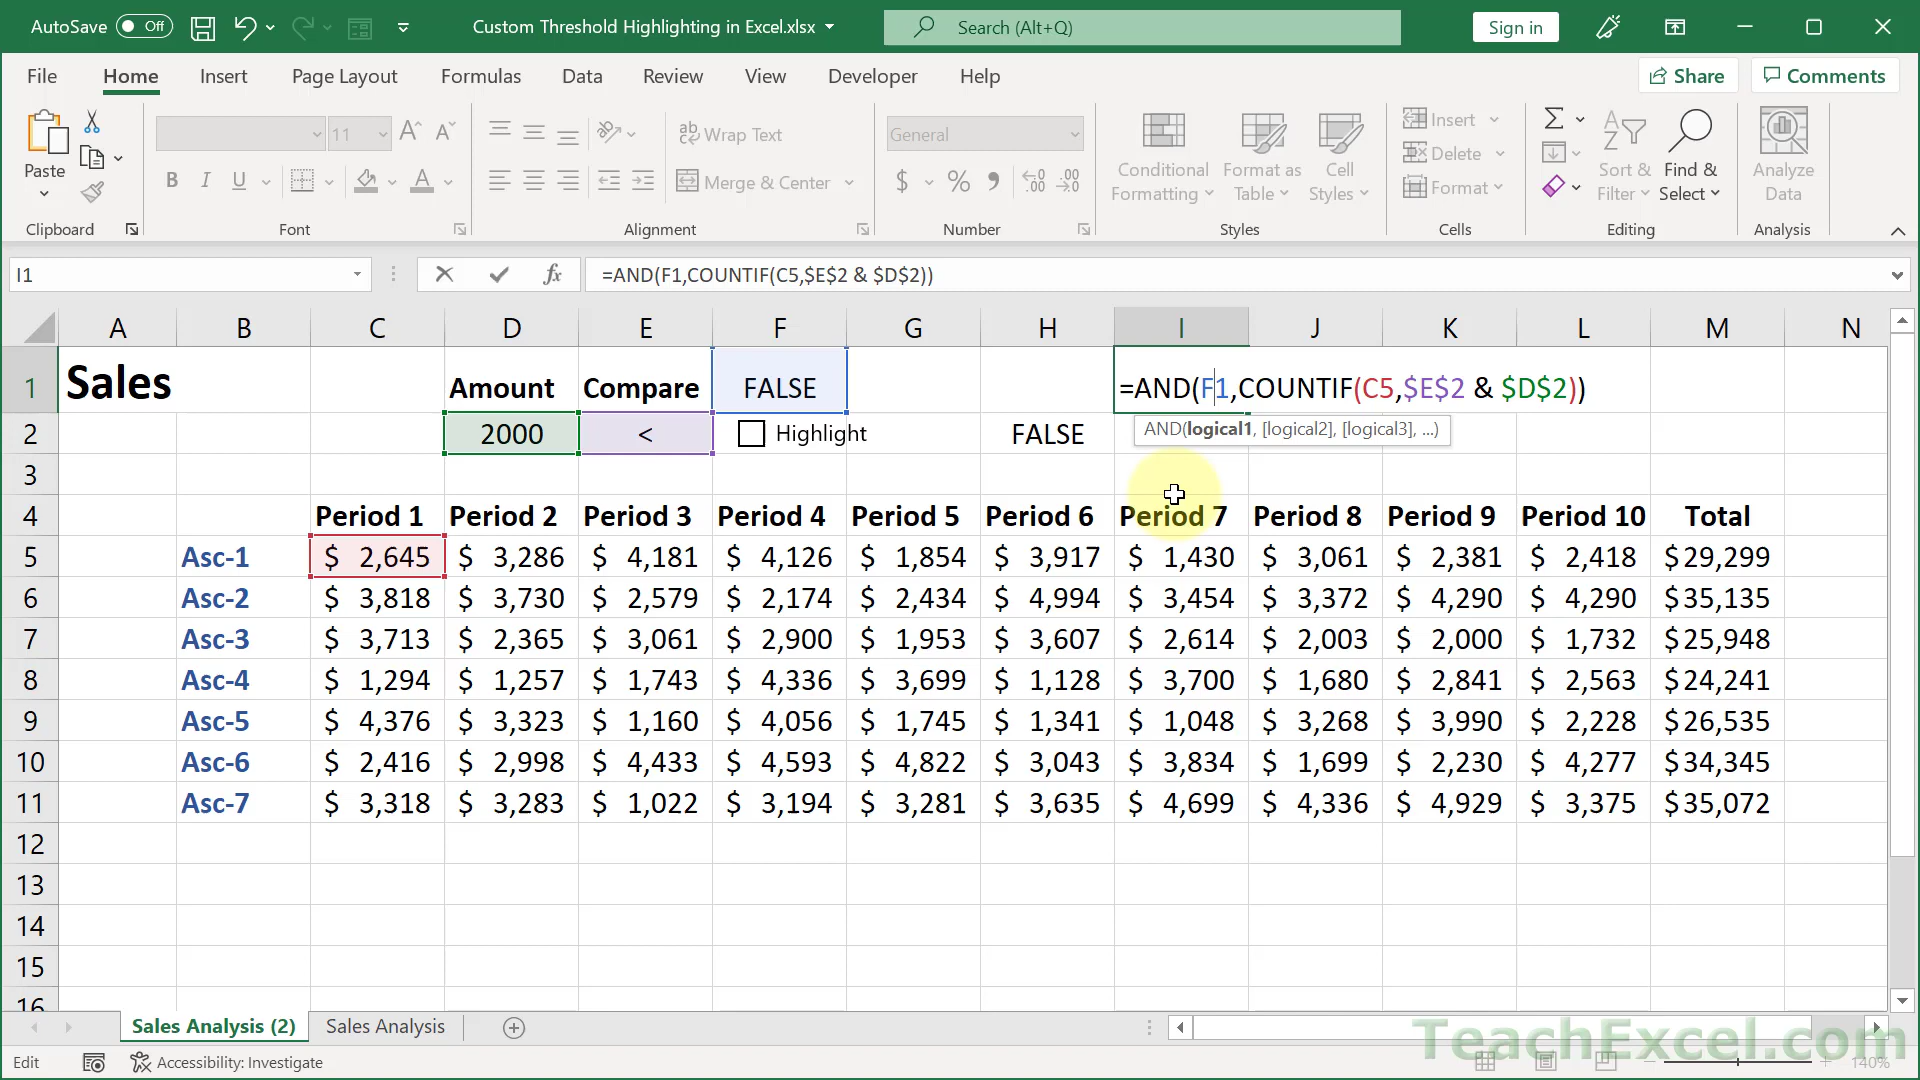 AutoSave Off Custom Threshold Highlighting in Excel.xlsx Search (Alt+Q) Sign in
File Home Insert Page Layout Formulas Data Review View Developer Help Share Comments
Paste 11 A A ab Wrap Text General Conditional Formatting Format as Table Cell Styles Insert Delete Format Sort & Filter Find & Select Analyze Data
B I U A Merge & Center $ %
Clipboard Font Alignment Number Styles Cells Editing Analysis
I1 fx =AND(F1,COUNTIF(C5,$E$2 & $D$2))
A B C D E F G H I J K L M N
1 Sales Amount Compare FALSE =AND(F1,COUNTIF(C5,$E$2 & $D$2))
2 2000 < Highlight FALSE AND(logical1, [logical2], [logical3], ...)
3
4 Period 1 Period 2 Period 3 Period 4 Period 5 Period 6 Period 7 Period 8 Period 9 Period 10 Total
5 Asc-1 $ 2,645 $ 3,286 $ 4,181 $ 4,126 $ 1,854 $ 3,917 $ 1,430 $ 3,061 $ 2,381 $ 2,418 $29,299
6 Asc-2 $ 3,818 $ 3,730 $ 2,579 $ 2,174 $ 2,434 $ 4,994 $ 3,454 $ 3,372 $ 4,290 $ 4,290 $35,135
7 Asc-3 $ 3,713 $ 2,365 $ 3,061 $ 2,900 $ 1,953 $ 3,607 $ 2,614 $ 2,003 $ 2,000 $ 1,732 $25,948
8 Asc-4 $ 1,294 $ 1,257 $ 1,743 $ 4,336 $ 3,699 $ 1,128 $ 3,700 $ 1,680 $ 2,841 $ 2,563 $24,241
9 Asc-5 $ 4,376 $ 3,323 $ 1,160 $ 4,056 $ 1,745 $ 1,341 $ 1,048 $ 3,268 $ 3,990 $ 2,228 $26,535
10 Asc-6 $ 2,416 $ 2,998 $ 4,433 $ 4,593 $ 4,822 $ 3,043 $ 3,834 $ 1,699 $ 2,230 $ 4,277 $34,345
11 Asc-7 $ 3,318 $ 3,283 $ 1,022 $ 3,194 $ 3,281 $ 3,635 $ 4,699 $ 4,336 $ 4,929 $ 3,375 $35,072
12
13
14
15
16
Sales Analysis (2) Sales Analysis
TeachExcel.com
Edit Accessibility: Investigate 140%